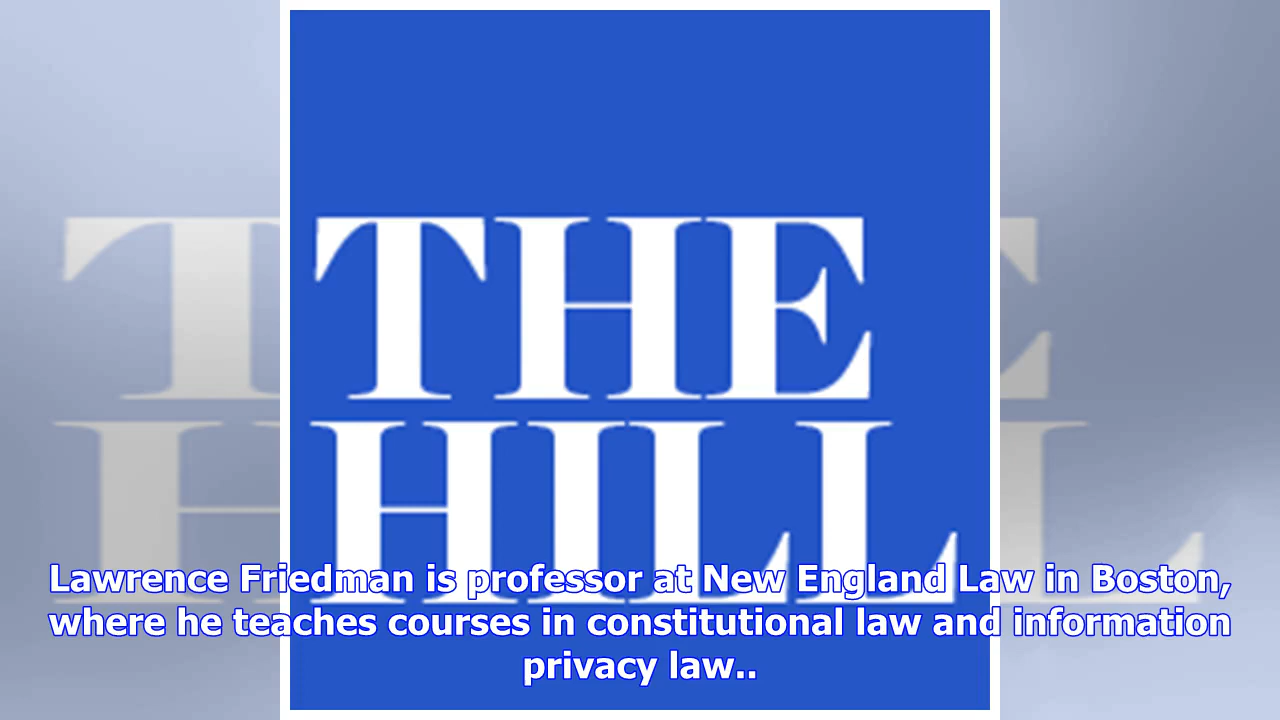 THE
HILL
Lawrence Friedman is professor at New England Law in Boston,
where he teaches courses in constitutional law and information
privacy law..